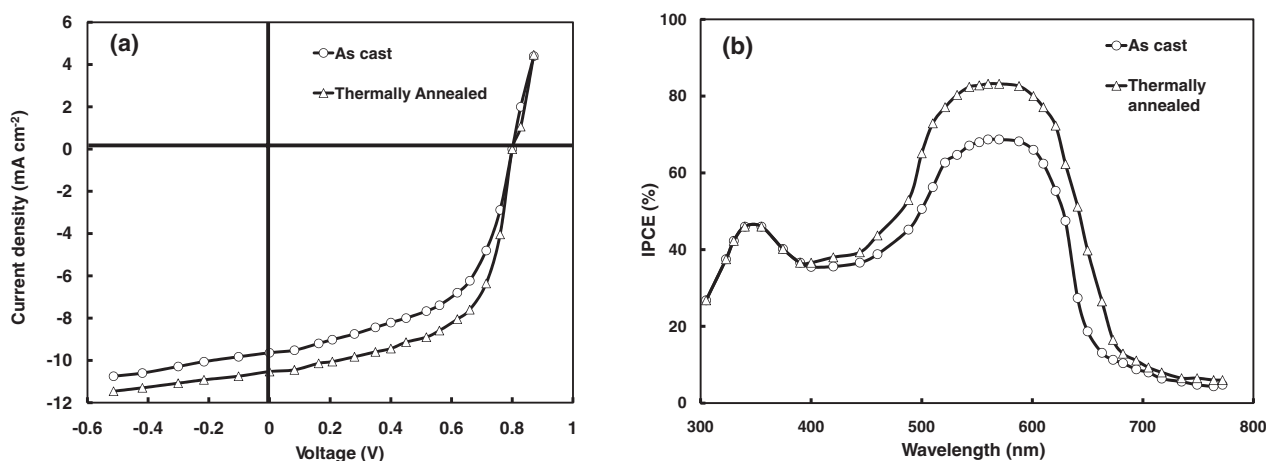 (a)
As cast
Thermally Annealed
6
4
2
0
-2
-4
-6
-8
-10
-12
-0.6
-0.4
-0.2
0
0.2
0.4
0.6
0.8
1
Currrent density (mA cm-2)
Voltage (V)
(b)
As cast
Thermally
annealed
100
80
60
40
20
0
300
400
500
600
700
800
IPCE (%)
Wavelength (nm)